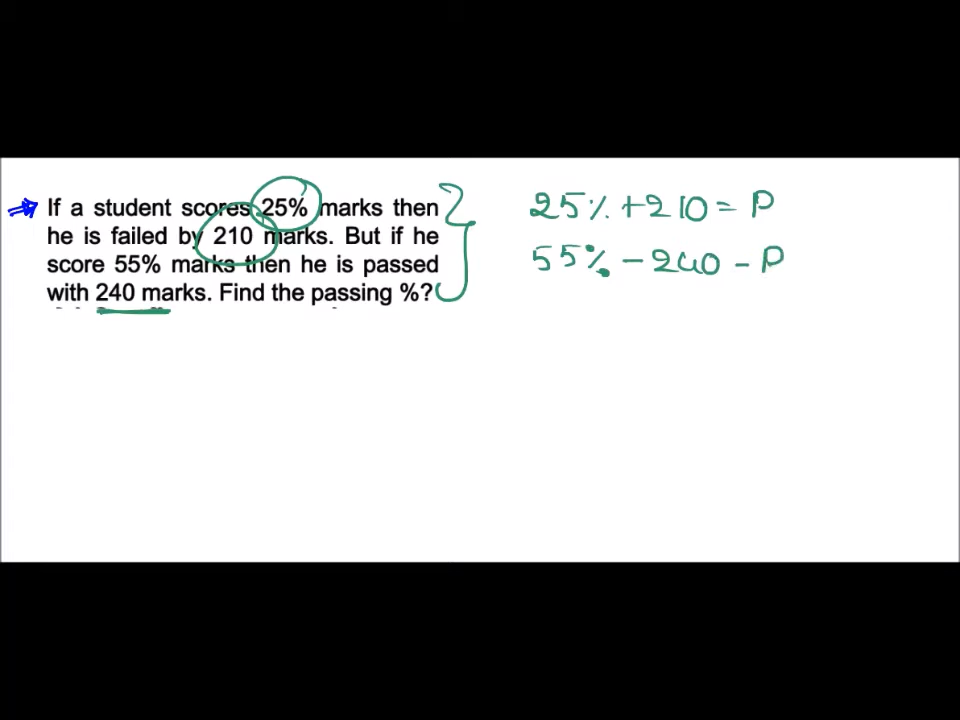 If a student scores 25% marks then
he is failed by 210 marks. But if he
score 55% marks then he is passed
with 240 marks. Find the passing %?
25% + 210 = P
55% - 240 - P